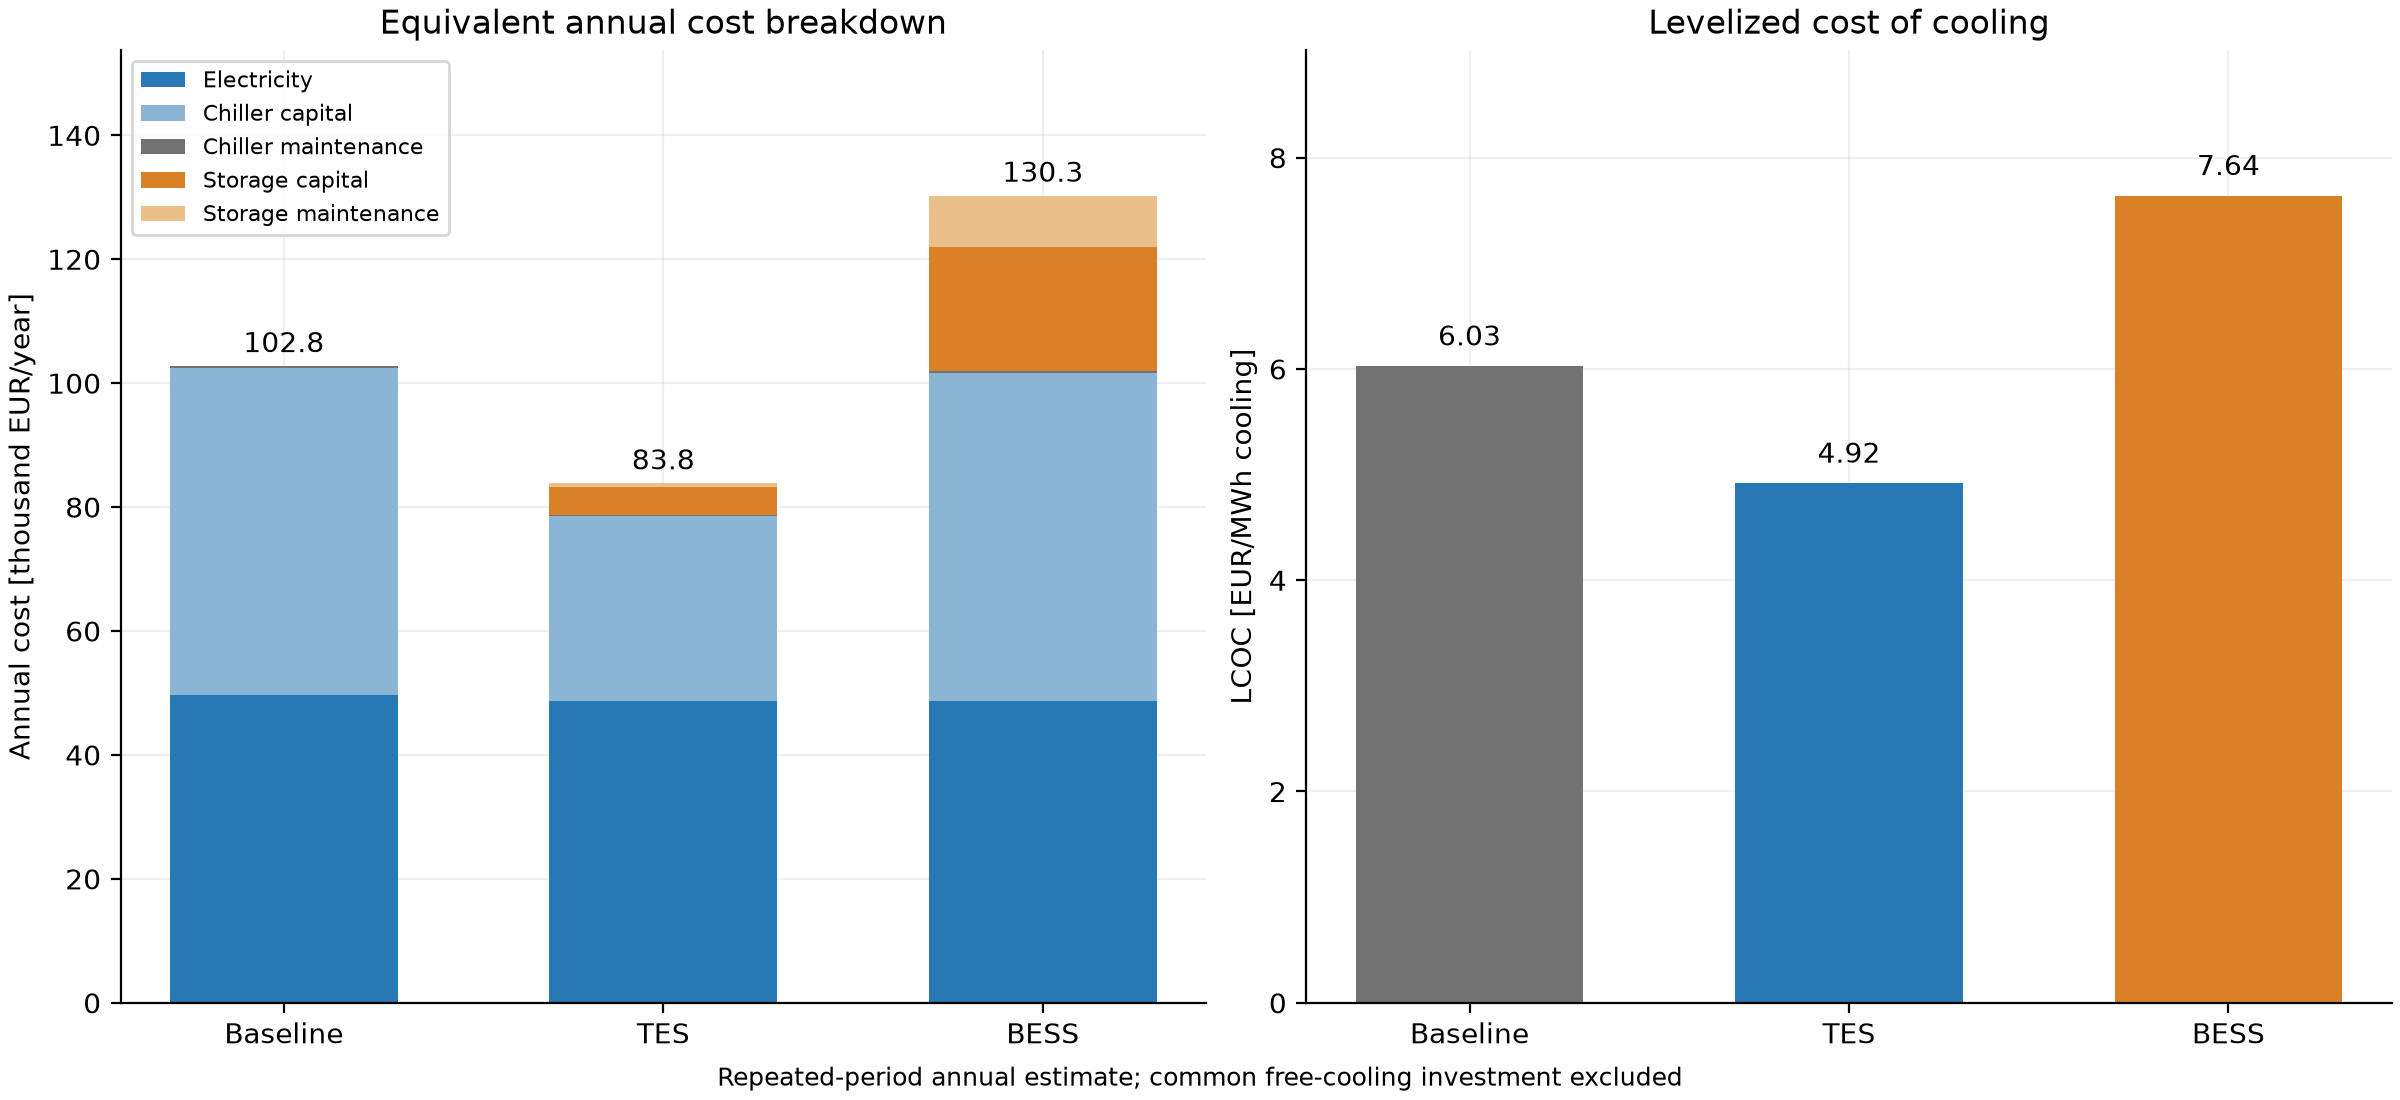 Equivalent annual cost breakdown
Annual cost [thousand EUR/year]
140
120
100
80
60
40
20
0
Electricity
Chiller capital
Chiller maintenance
Storage capital
Storage maintenance
102.8
83.8
130.3
Baseline
TES
BESS
Levelized cost of cooling
LCOC [EUR/MWh cooling]
8
6
4
2
0
6.03
4.92
7.64
Baseline
TES
BESS
Repeated-period annual estimate; common free-cooling investment excluded